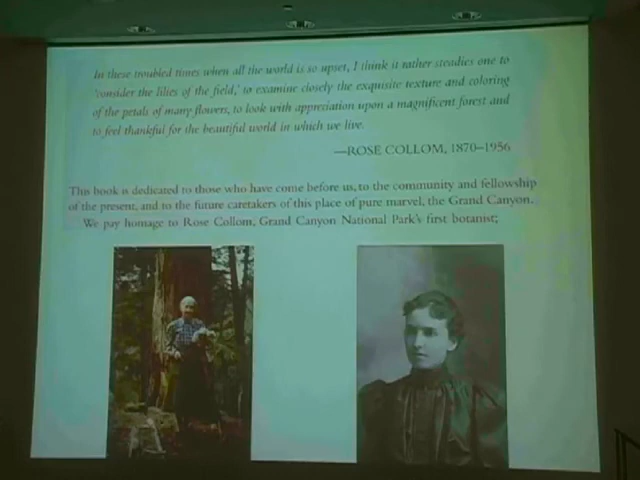 In these troubled times when all the world is so upset, I think it rather steadies one to
'consider the lilies of the field,' to examine closely the exquisite texture and coloring
of the petals of many flowers, to look with appreciation upon a magnificent forest and
to feel thankful for the beautiful world in which we live.
—ROSE COLLOM, 1870–1956
This book is dedicated to those who have come before us, to the community and fellowship
of the present, and to the future caretakers of this place of pure marvel, the Grand Canyon.
We pay homage to Rose Collom, Grand Canyon National Park's first botanist;